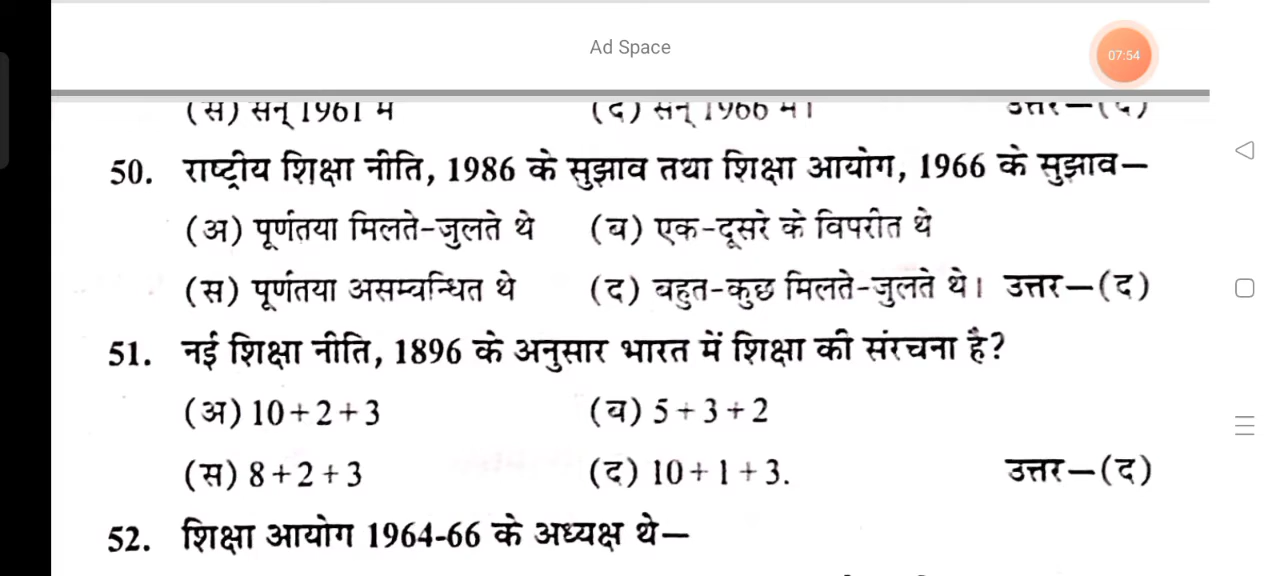 Ad Space
07:54
(स) सन् 1961 में (द) सन् 1966 में। उत्तर—(द)
50. राष्ट्रीय शिक्षा नीति, 1986 के सुझाव तथा शिक्षा आयोग, 1966 के सुझाव—
(अ) पूर्णतया मिलते-जुलते थे (ब) एक-दूसरे के विपरीत थे
(स) पूर्णतया असम्बन्धित थे (द) बहुत-कुछ मिलते-जुलते थे। उत्तर—(द)
51. नई शिक्षा नीति, 1896 के अनुसार भारत में शिक्षा की संरचना है?
(अ) 10+2+3 (ब) 5+3+2
(स) 8+2+3 (द) 10+1+3. उत्तर—(द)
52. शिक्षा आयोग 1964-66 के अध्यक्ष थे—